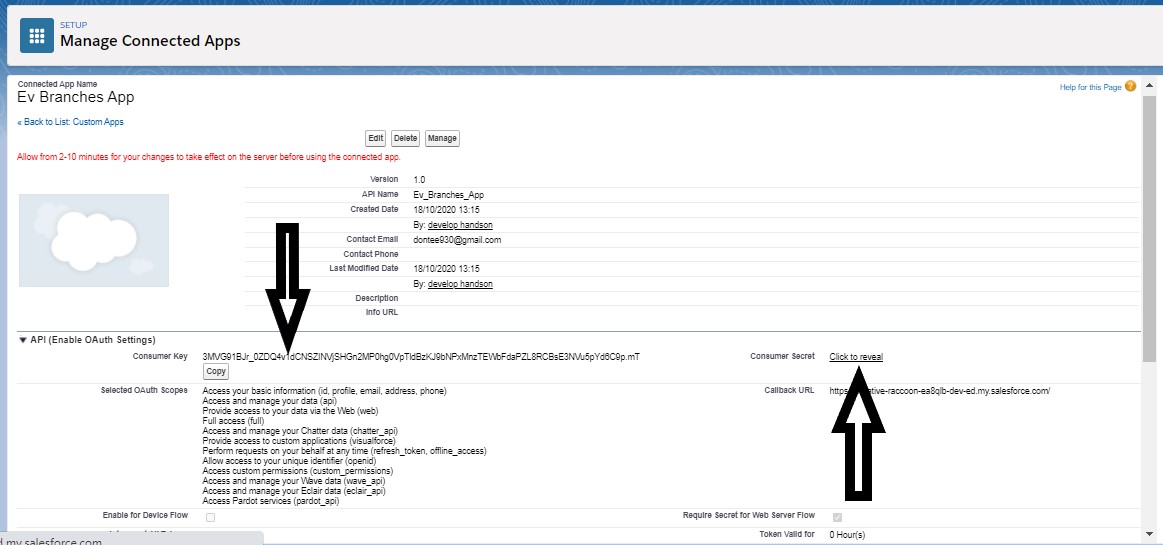 SETUP
Manage Connected Apps
Connected App Name
Ev Branches App
Help for this Page ?
« Back to List: Custom Apps
Edit Delete Manage
Allow from 2-10 minutes for your changes to take effect on the server before using the connected app.
Version 1.0
API Name Ev_Branches_App
Created Date 18/10/2020 13:15
By: develop handson
Contact Email dontee930@gmail.com
Contact Phone
Last Modified Date 18/10/2020 13:15
By: develop handson
Description
Info URL
API (Enable OAuth Settings)
Consumer Key 3MVG91BJr_0ZDQ4v1dCNSZINVjSHGn2MP0hg0VpTIdBzKJ9bNPxMnzTEWbFdaPZL8RCBsE3NVu5pYd6C9p.mT Consumer Secret Click to reveal
Copy
Selected OAuth Scopes Access your basic information (id, profile, email, address, phone) Callback URL -raccoon-ea8qlb-dev-ed.my.salesforce.com/
Access and manage your data (api)
Provide access to your data via the Web (web)
Full access (full)
Access and manage your Chatter data (chatter_api)
Provide access to custom applications (visualforce)
Perform requests on your behalf at any time (refresh_token, offline_access)
Allow access to your unique identifier (openid)
Access custom permissions (custom_permissions)
Access and manage your Wave data (wave_api)
Access and manage your Eclair data (eclair_api)
Access Pardot services (pardot_api)
Enable for Device Flow Require Secret for Web Server Flow
Token Valid for 0 Hour(s)
.my.salesforce.com